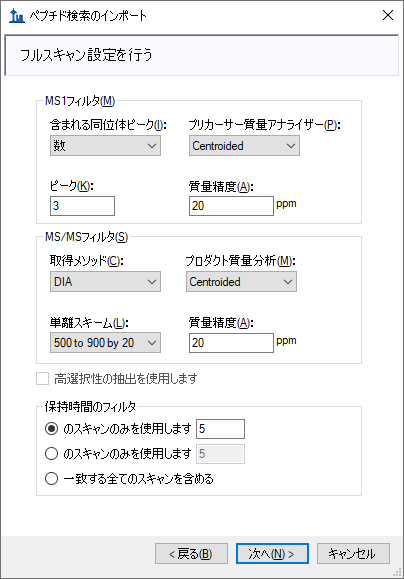 ペプチド検索のインポート
フルスキャン設定を行う
MS1フィルタ(M)
含まれる同位体ピーク(I):
プリカーサー質量アナライザー(P):
数
Centroided
ピーク(K):
質量精度(A):
3
20
ppm
MS/MSフィルタ(S)
取得メソッド(C):
プロダクト質量分析(M):
DIA
Centroided
単離スキーム(L):
質量精度(A):
500 to 900 by 20
20
ppm
高選択性の抽出を使用します
保持時間のフィルタ
のスキャンのみを使用します
5
のスキャンのみを使用します
5
一致する全てのスキャンを含める
< 戻る(B)
次へ(N) >
キャンセル